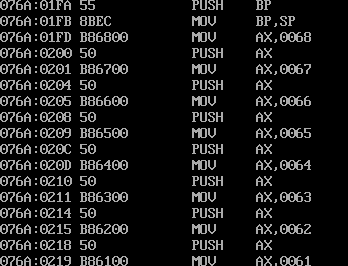 076A:01FA 55 PUSH BP
076A:01FB 8BEC MOV BP,SP
076A:01FD B86800 MOV AX,0068
076A:0200 50 PUSH AX
076A:0201 B86700 MOV AX,0067
076A:0204 50 PUSH AX
076A:0205 B86600 MOV AX,0066
076A:0208 50 PUSH AX
076A:0209 B86500 MOV AX,0065
076A:020C 50 PUSH AX
076A:020D B86400 MOV AX,0064
076A:0210 50 PUSH AX
076A:0211 B86300 MOV AX,0063
076A:0214 50 PUSH AX
076A:0215 B86200 MOV AX,0062
076A:0218 50 PUSH AX
076A:0219 B86100 MOV AX,0061